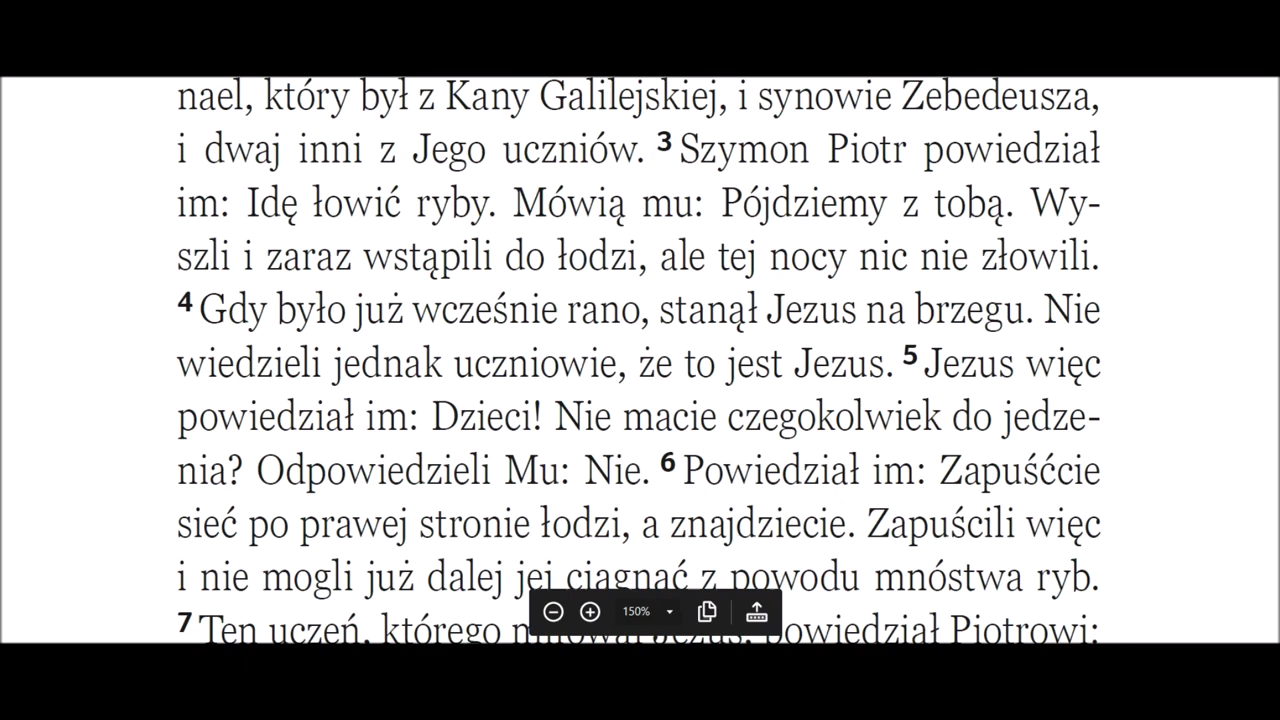 nael, który był z Kany Galilejskiej, i synowie Zebedeusza,
i dwaj inni z Jego uczniów. 3 Szymon Piotr powiedział
im: Idę łowić ryby. Mówią mu: Pójdziemy z tobą. Wy-
szli i zaraz wstąpili do łodzi, ale tej nocy nic nie złowili.
4 Gdy było już wcześnie rano, stanął Jezus na brzegu. Nie
wiedzieli jednak uczniowie, że to jest Jezus. 5 Jezus więc
powiedział im: Dzieci! Nie macie czegokolwiek do jedze-
nia? Odpowiedzieli Mu: Nie. 6 Powiedział im: Zapuśćcie
sieć po prawej stronie łodzi, a znajdziecie. Zapuścili więc
i nie mogli już dalej jej ciągnąć z powodu mnóstwa ryb.
150%
7 Ten uczeń, którego miłował Jezus, powiedział Piotrowi: